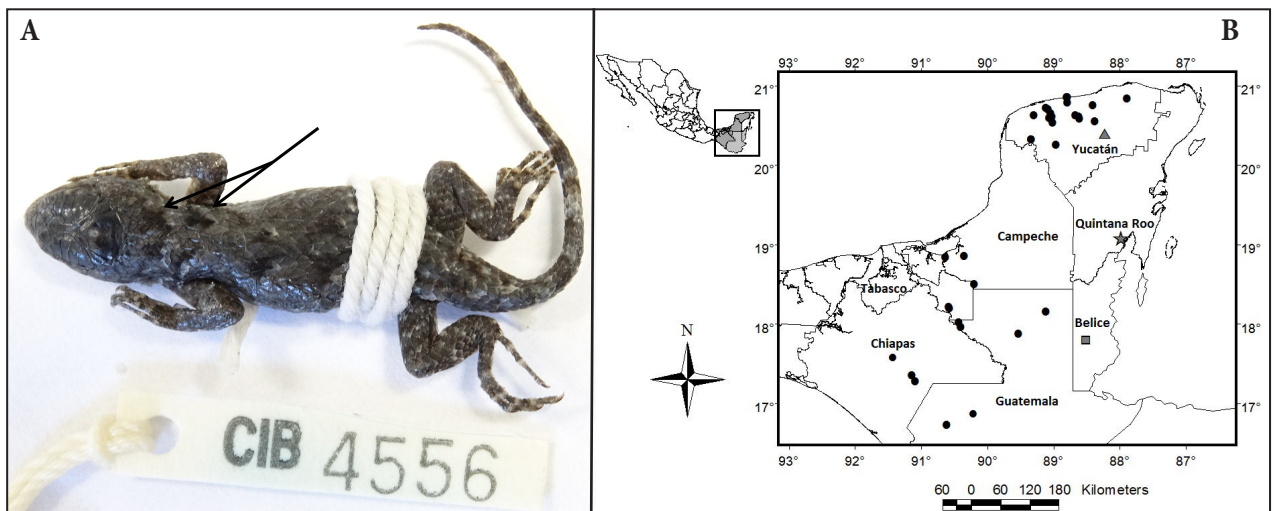 A
CIB 4556
B
93° 92° 91° 90° 89° 88° 87°
21°
20°
19°
18°
17°
21°
20°
19°
18°
17°
Yucatán
Quintana Roo
Campeche
Tabasco
Belice
Chiapas
Guatemala
93° 92° 91° 90° 89° 88° 87°
N
60 0 60 120 180 Kilometers